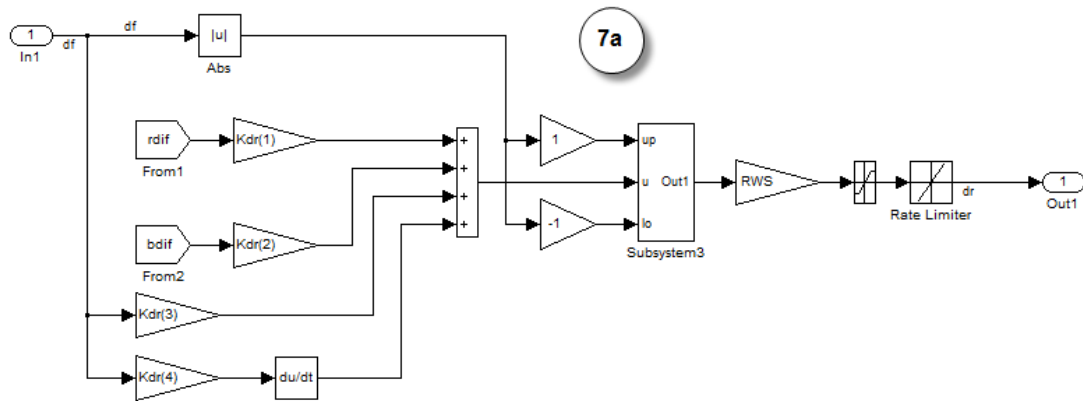 1
In1
df
df
|u|
Abs
7a
rdif
From1
Kdr(1)
bdif
From2
Kdr(2)
Kdr(3)
Kdr(4)
du/dt
+
+
+
+
1
-1
up
u
Out1
lo
Subsystem3
RWS
Rate Limiter
dr
1
Out1